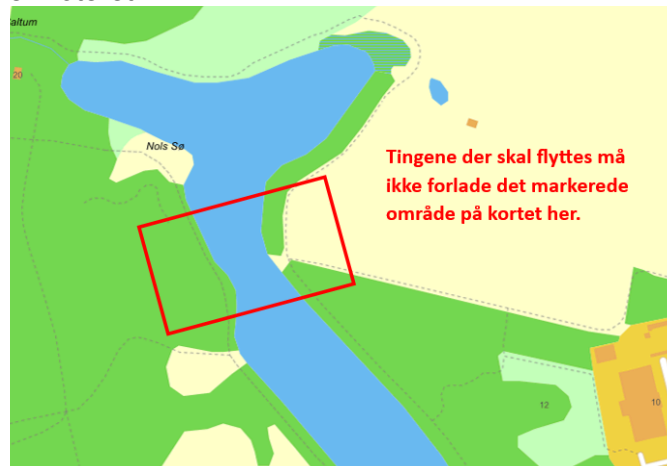 20
Nols Sø
Tingene der skal flyttes må
ikke forlade det markerede
område på kortet her.
12
10